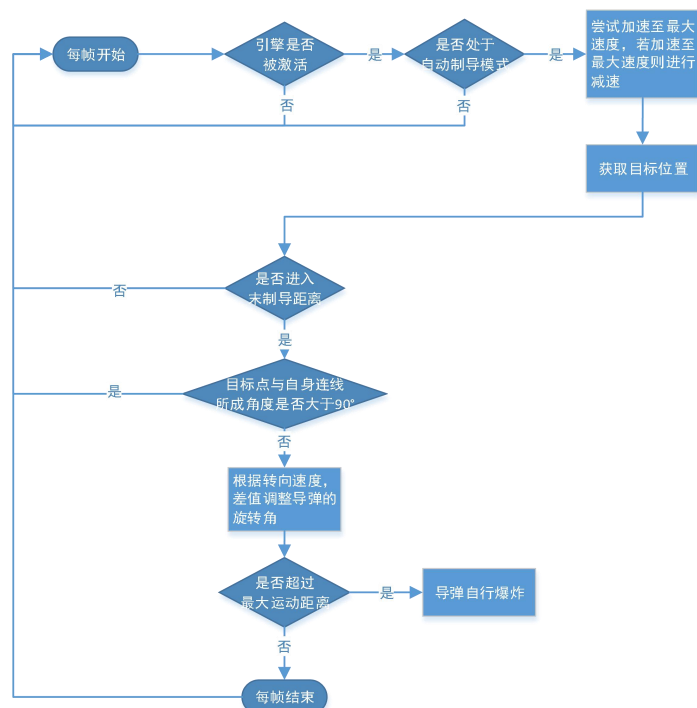 每帧开始
引擎是否
被激活
是
是否处于
自动制导模式
是
尝试加速至最大
速度，若加速至
最大速度则进行
减速
否
否
获取目标位置
是否进入
末制导距离
否
是
目标点与自身连线
所成角度是否大于90°
是
否
根据转向速度，
差值调整导弹的
旋转角
是否超过
最大运动距离
是
导弹自行爆炸
否
每帧结束